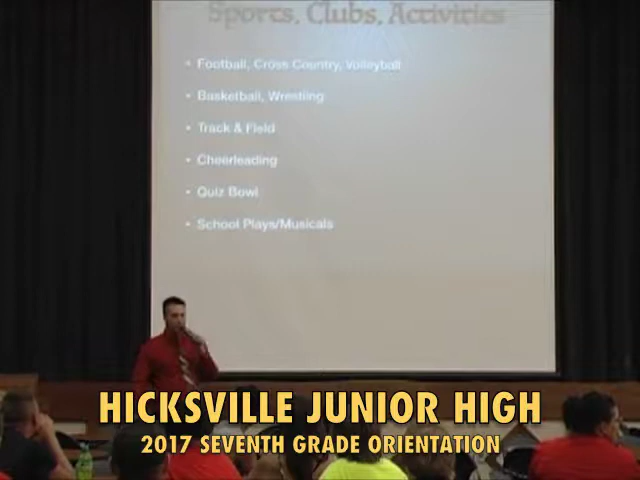 Sports, Clubs, Activities
• Football, Cross Country, Volleyball
• Basketball, Wrestling
• Track & Field
• Cheerleading
• Quiz Bowl
• School Plays/Musicals
HICKSVILLE JUNIOR HIGH
2017 SEVENTH GRADE ORIENTATION